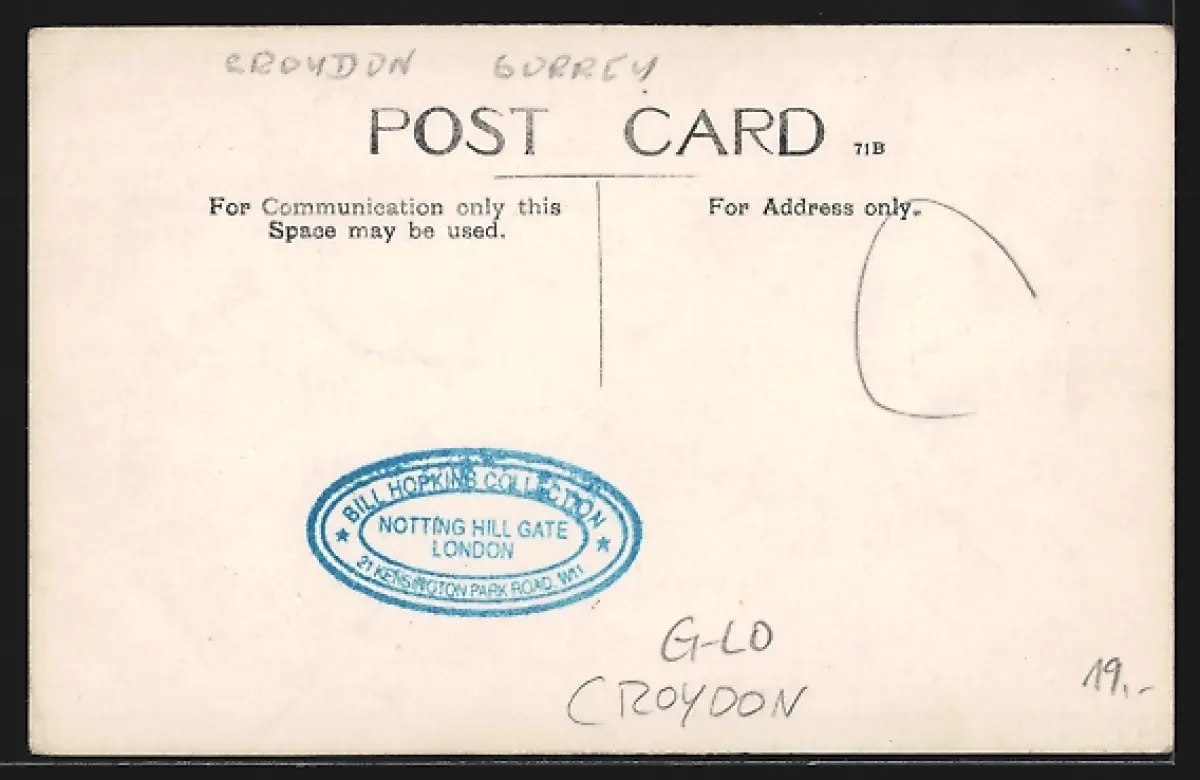 CROYDON SURREY
POST CARD 71B
For Communication only this
Space may be used.
For Address only.
BILL HOPKINS COLLECTION
NOTTING HILL GATE
LONDON
21 KENSINGTON PARK ROAD, W11
G-LO
CROYDON
19,-